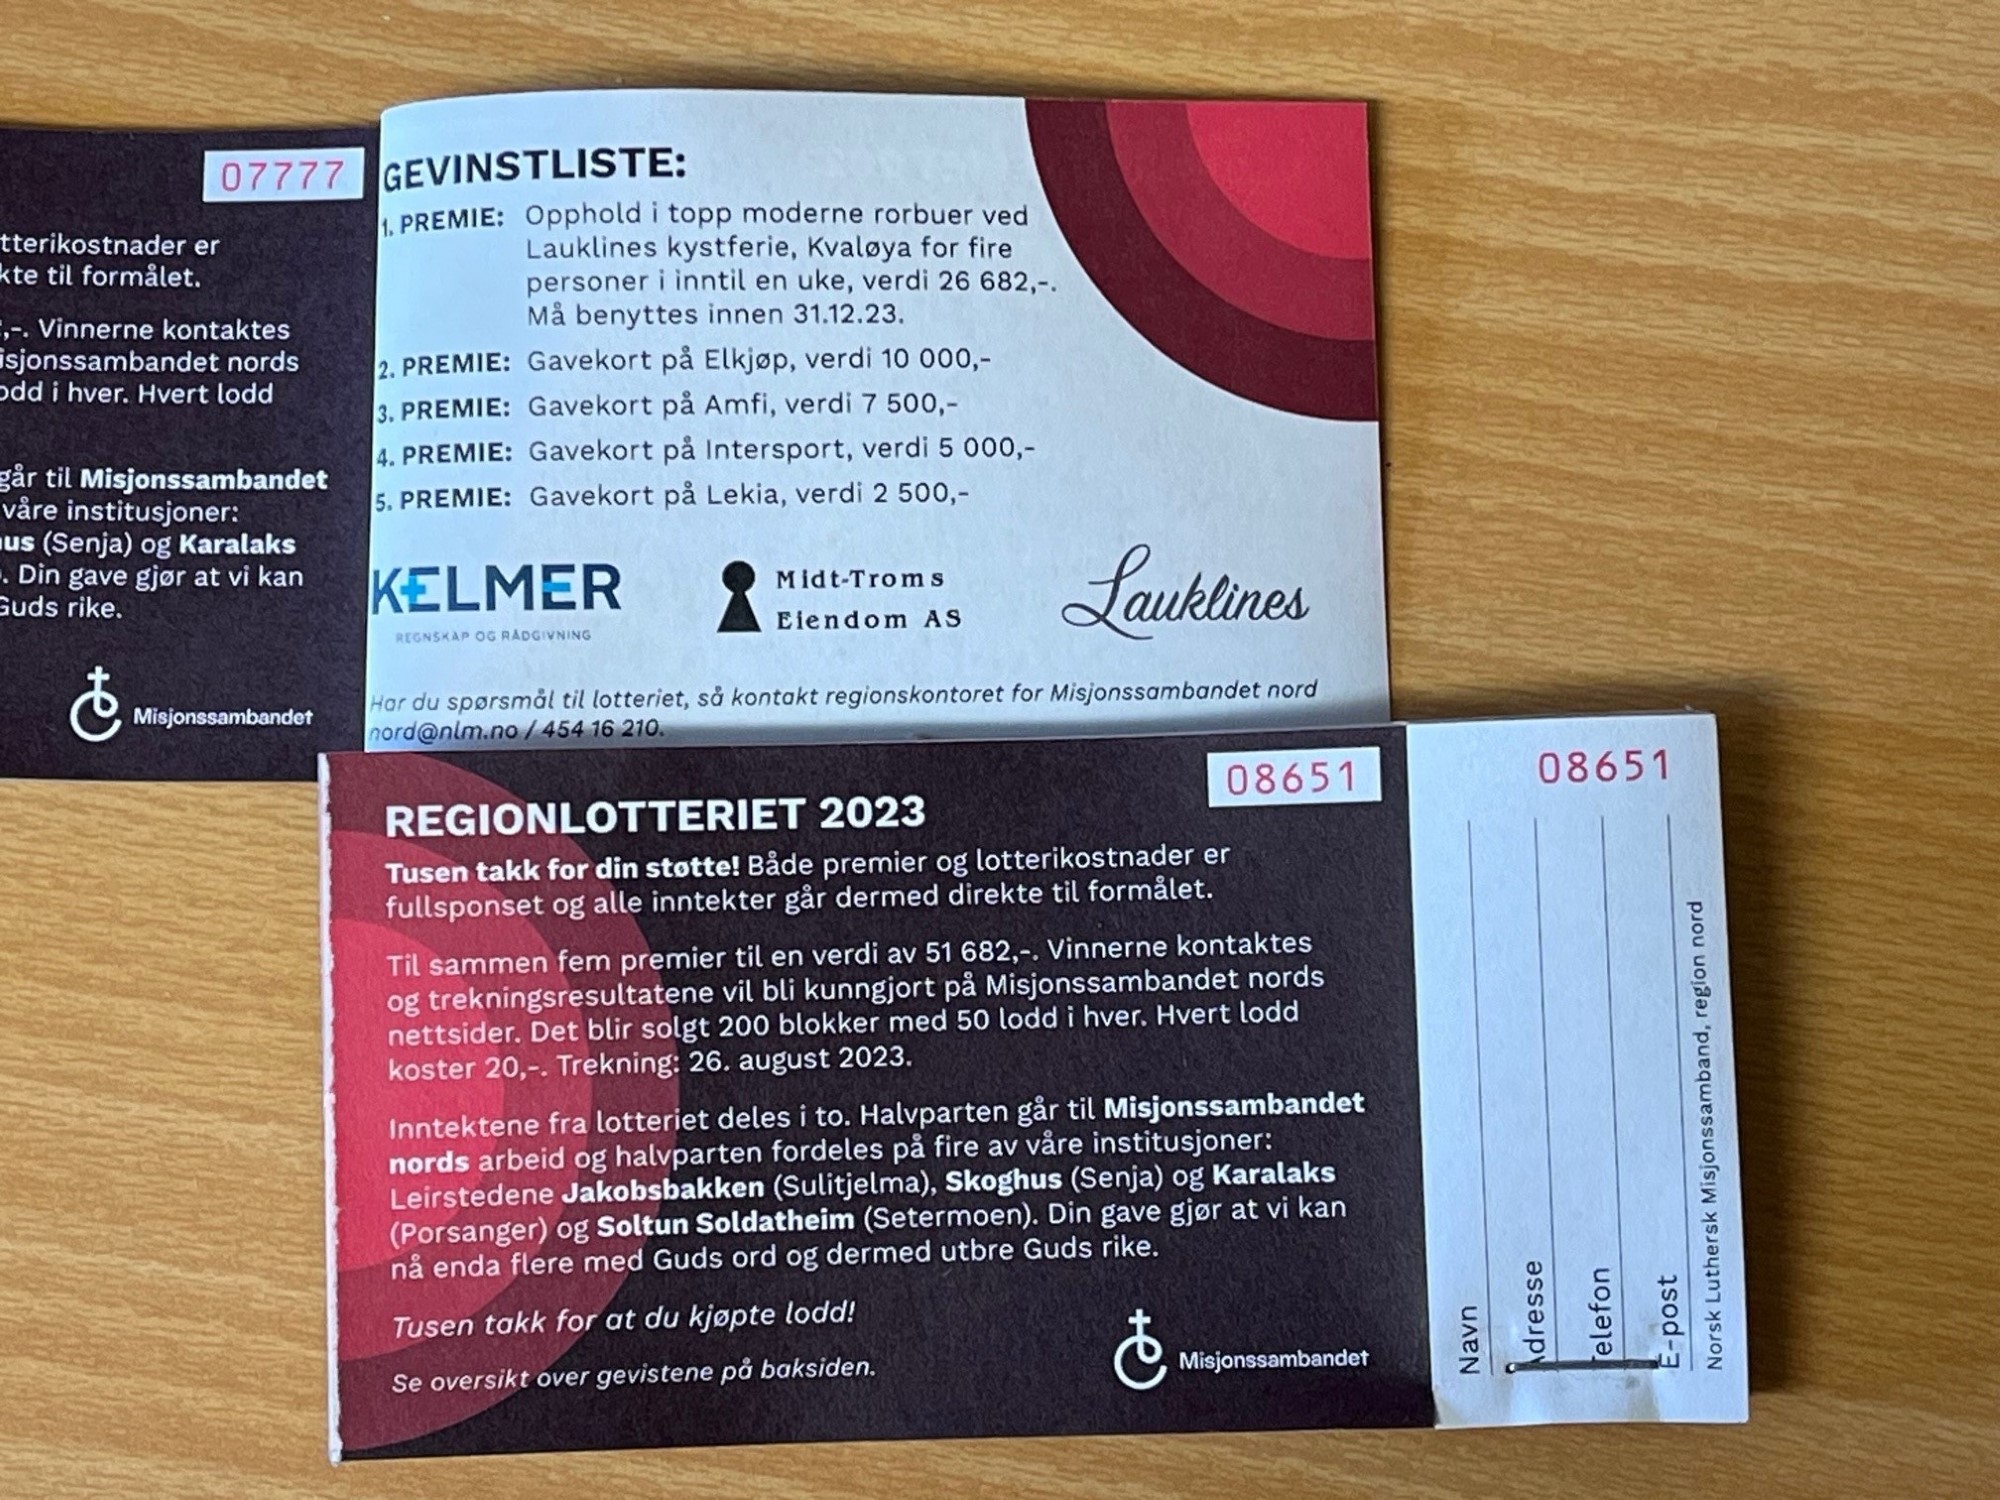 07777
tterikostnader er
kte til formålet.
,-. Vinnerne kontaktes
isjonssambandet nords
odd i hver. Hvert lodd
går til Misjonssambandet
våre institusjoner:
us (Senja) og Karalaks
. Din gave gjør at vi kan
Guds rike.
Misjonssambandet
GEVINSTLISTE:
1. PREMIE: Opphold i topp moderne rorbuer ved
Lauklines kystferie, Kvaløya for fire
personer i inntil en uke, verdi 26 682,-.
Må benyttes innen 31.12.23.
2. PREMIE: Gavekort på Elkjøp, verdi 10 000,-
3. PREMIE: Gavekort på Amfi, verdi 7 500,-
4. PREMIE: Gavekort på Intersport, verdi 5 000,-
5. PREMIE: Gavekort på Lekia, verdi 2 500,-
KELMER
REGNSKAP OG RÅDGIVNING
Midt-Troms
Eiendom AS
Lauklines
Har du spørsmål til lotteriet, så kontakt regionskontoret for Misjonssambandet nord
nord@nlm.no / 454 16 210.
08651
REGIONLOTTERIET 2023
Tusen takk for din støtte! Både premier og lotterikostnader er
fullsponset og alle inntekter går dermed direkte til formålet.
Til sammen fem premier til en verdi av 51 682,-. Vinnerne kontaktes
og trekningsresultatene vil bli kunngjort på Misjonssambandet nords
nettsider. Det blir solgt 200 blokker med 50 lodd i hver. Hvert lodd
koster 20,-. Trekning: 26. august 2023.
Inntektene fra lotteriet deles i to. Halvparten går til Misjonssambandet
nords arbeid og halvparten fordeles på fire av våre institusjoner:
Leirstedene Jakobsbakken (Sulitjelma), Skoghus (Senja) og Karalaks
(Porsanger) og Soltun Soldatheim (Setermoen). Din gave gjør at vi kan
nå enda flere med Guds ord og dermed utbre Guds rike.
Tusen takk for at du kjøpte lodd!
Se oversikt over gevistene på baksiden.
Misjonssambandet
08651
Navn
Adresse
Telefon
E-post
Norsk Luthersk Misjonssamband, region nord